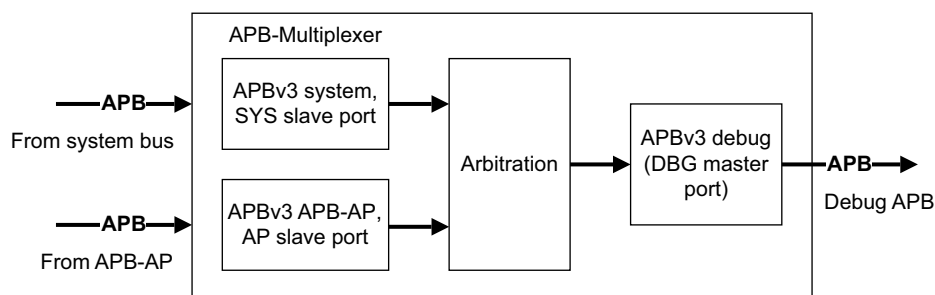 APB-Multiplexer
APB
From system bus
APBv3 system,
SYS slave port
APB
From APB-AP
APBv3 APB-AP,
AP slave port
Arbitration
APBv3 debug
(DBG master
port)
APB
Debug APB